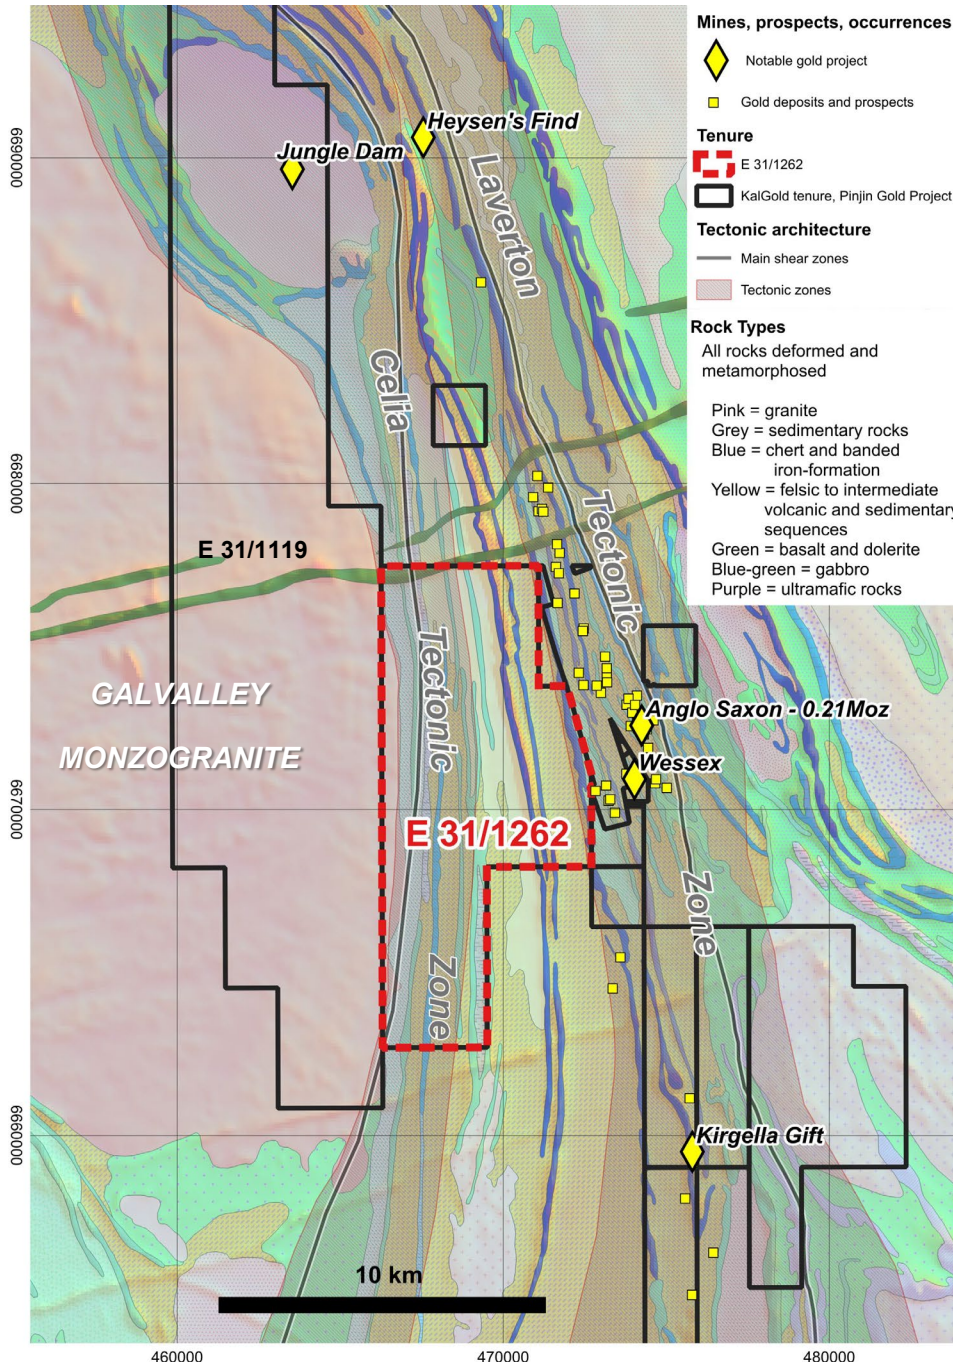 Mines, prospects, occurrences
Notable gold project
Gold deposits and prospects
Tenure
E 31/1262
KalGold tenure, Pinjin Gold Project
Tectonic architecture
Main shear zones
Tectonic zones
Rock Types
All rocks deformed and
metamorphosed
Pink = granite
Grey = sedimentary rocks
Blue = chert and banded
iron-formation
Yellow = felsic to intermediate
volcanic and sedimentary
sequences
Green = basalt and dolerite
Blue-green = gabbro
Purple = ultramafic rocks
Heysen's Find
Jungle Dam
Laverton
Tectonic
Zone
Celia
Tectonic
Zone
E 31/1119
GALVALLEY
MONZOGRANITE
Anglo Saxon - 0.21Moz
Wessex
E 31/1262
Kirgella Gift
10 km
6690000
6680000
6670000
6660000
460000
470000
480000